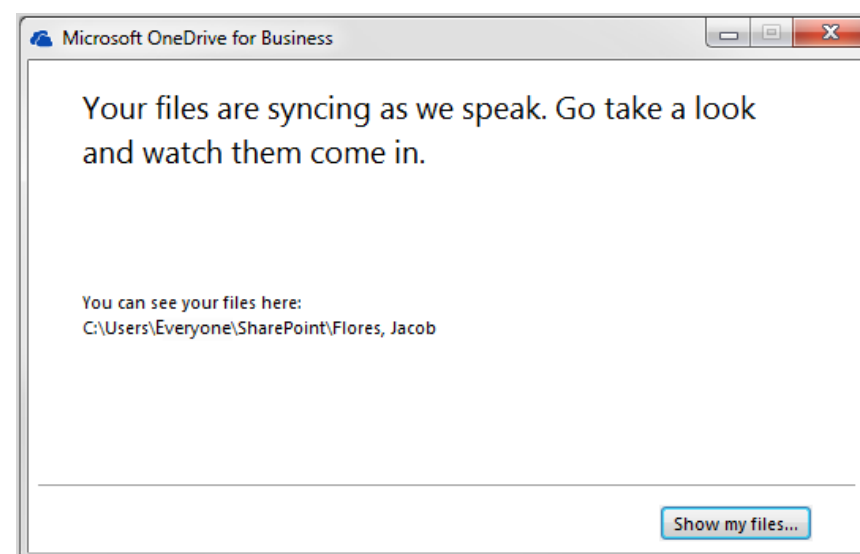 Microsoft OneDrive for Business
Your files are syncing as we speak. Go take a look
and watch them come in.
You can see your files here:
C:\Users\Everyone\SharePoint\Flores, Jacob
Show my files...